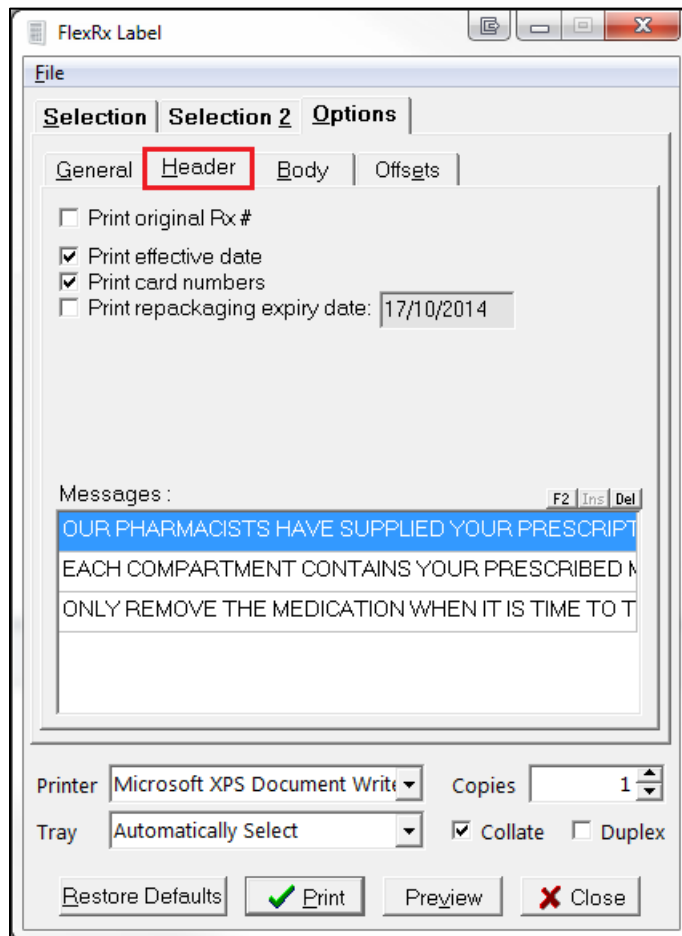 FlexRx Label
File
Selection Selection 2 Options
General Header Body Offsets
Print original Rx #
Print effective date
Print card numbers
Print repackaging expiry date: 17/10/2014
Messages : F2 Ins Del
OUR PHARMACISTS HAVE SUPPLIED YOUR PRESCRIPT
EACH COMPARTMENT CONTAINS YOUR PRESCRIBED M
ONLY REMOVE THE MEDICATION WHEN IT IS TIME TO T
Printer Microsoft XPS Document Write Copies 1
Tray Automatically Select Collate Duplex
Restore Defaults Print Preview Close